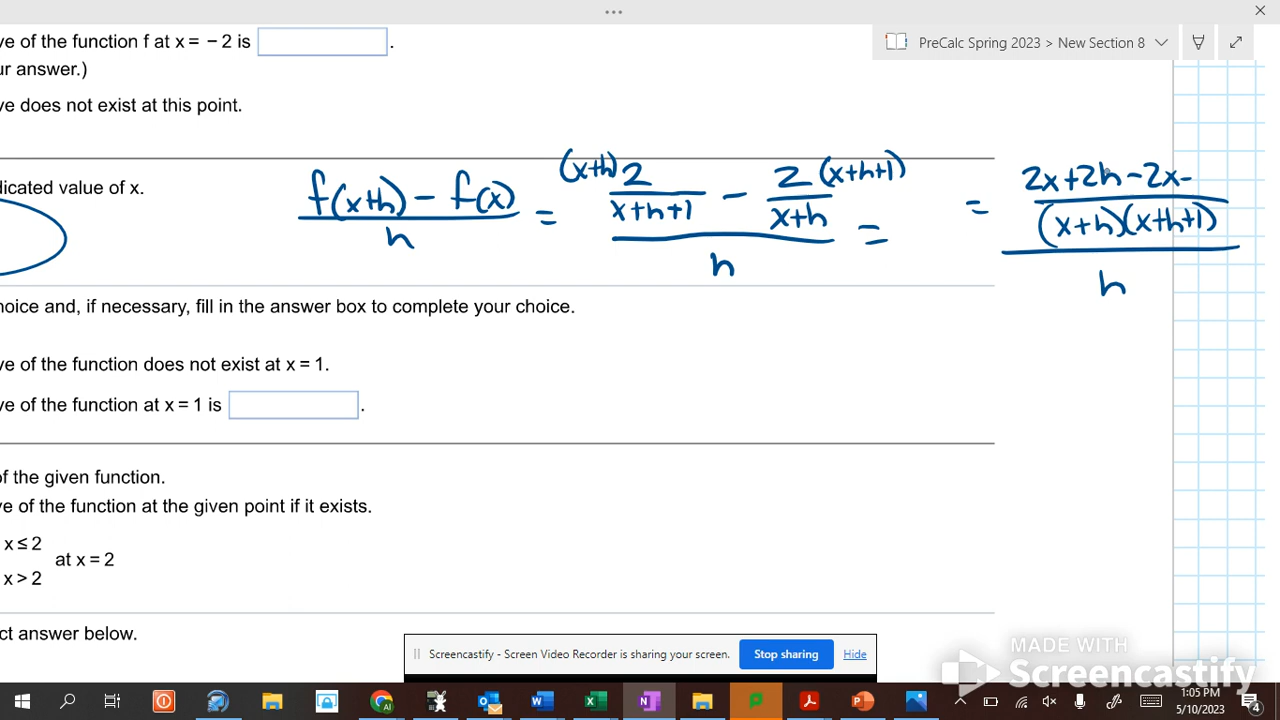 ve of the function f at x = − 2 is .
PreCalc Spring 2023 > New Section 8
ur answer.)
ve does not exist at this point.
dicated value of x.
f(x+h) - f(x) / h = ((x+h) 2 / x+h+1 - 2 (x+h+1) / x+h) / h = = (2x+2h-2x- / (x+h)(x+h+1)) / h
hoice and, if necessary, fill in the answer box to complete your choice.
ve of the function does not exist at x = 1.
ve of the function at x = 1 is .
of the given function.
ve of the function at the given point if it exists.
x ≤ 2
at x = 2
x > 2
ct answer below.
Screencastify - Screen Video Recorder is sharing your screen.
Stop sharing
Hide
MADE WITH
Screencastify
1:05 PM
5/10/2023
4